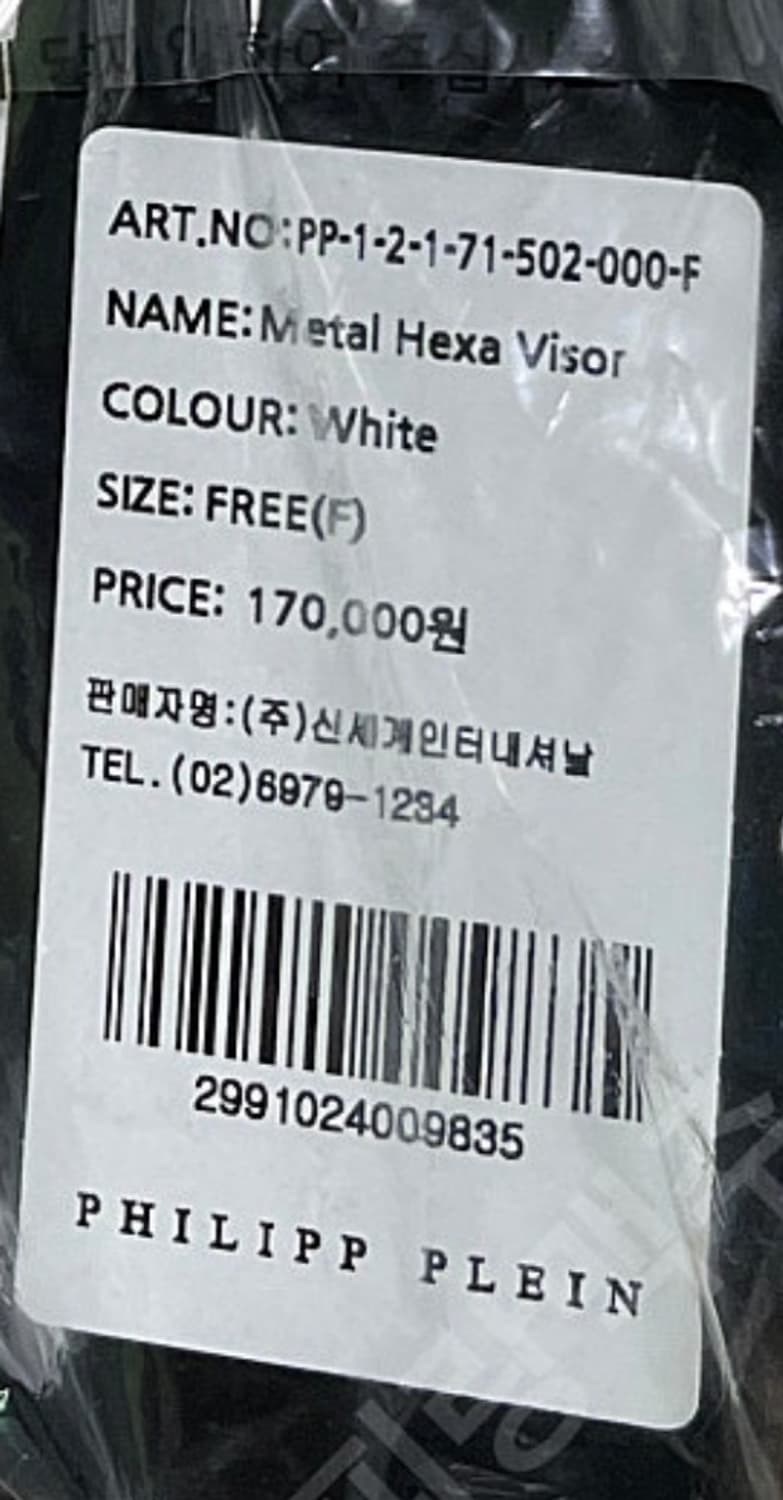 ART.NO:PP-1-2-1-71-502-000-F
NAME:Metal Hexa Visor
COLOUR: White
SIZE: FREE(F)
PRICE: 170,000원
판매자명:(주)신세계인터내셔날
TEL.(02)6979-1234
2991024009835
PHILIPP PLEIN